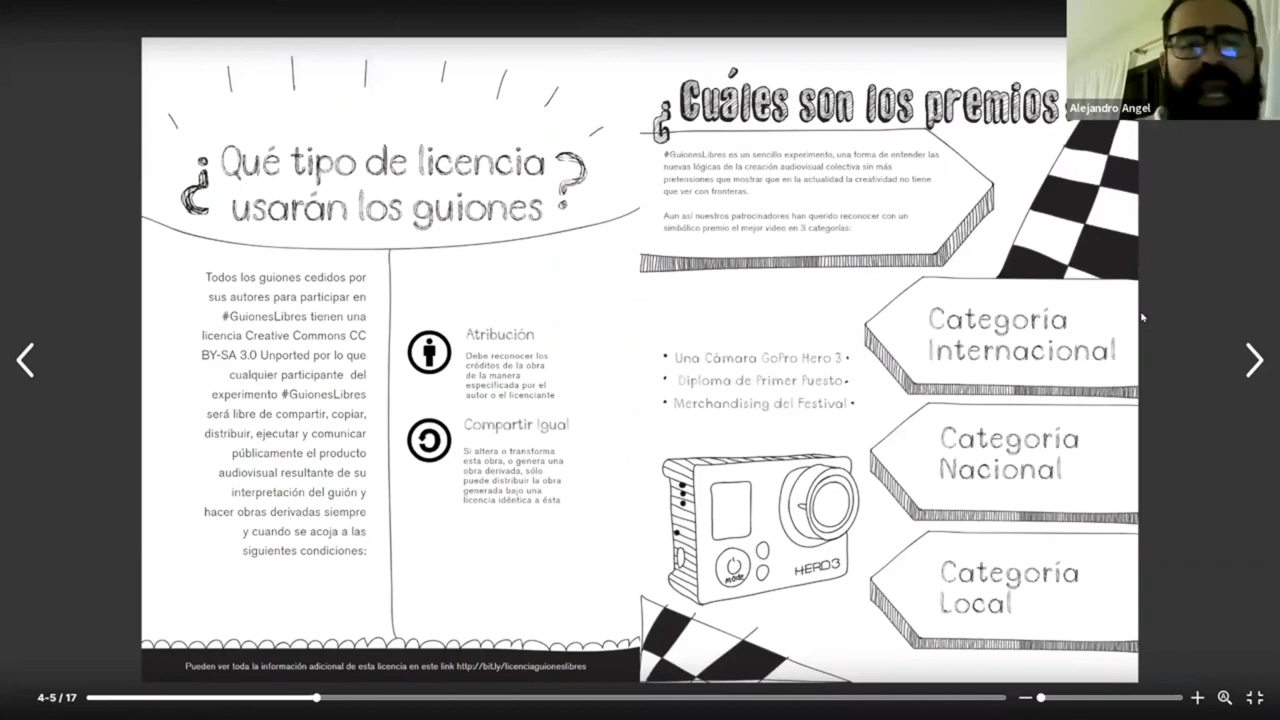 ¿Qué tipo de licencia
usarán los guiones?
Todos los guiones cedidos por
sus autores para participar en
#GuionesLibres tienen una
licencia Creative Commons CC
BY-SA 3.0 Unported por lo que
cualquier participante del
experimento #GuionesLibres
será libre de compartir, copiar,
distribuir, ejecutar y comunicar
públicamente el producto
audiovisual resultante de su
interpretación del guión y
hacer obras derivadas siempre
y cuando se acoja a las
siguientes condiciones:
Atribución
Debe reconocer los
créditos de la obra
de la manera
especificada por el
autor o el licenciante
Compartir Igual
Si altera o transforma
esta obra, o genera una
obra derivada, sólo
puede distribuir la obra
generada bajo una
licencia idéntica a ésta
Pueden ver toda la información adicional de esta licencia en este link http://bit.ly/licenciaguioneslibres
¿Cuáles son los premios
#GuionesLibres es un sencillo experimento, una forma de entender las
nuevas lógicas de la creación audiovisual colectiva sin más
pretensiones que mostrar que en la actualidad la creatividad no tiene
que ver con fronteras.
Aun así nuestros patrocinadores han querido reconocer con un
simbólico premio el mejor video en 3 categorías:
• Una Cámara GoPro Hero 3 •
• Diploma de Primer Puesto •
• Merchandising del Festival •
mode
HERO3
Categoría
Internacional
Categoría
Nacional
Categoría
Local
Alejandro Angel
4-5 / 17